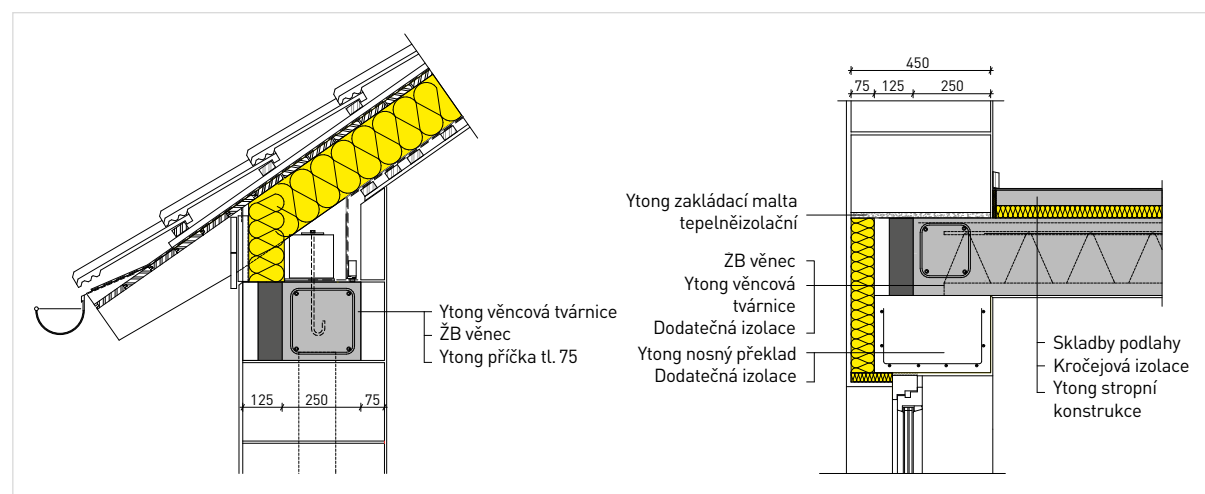 Ytong věncová tvárnice
ŽB věnec
Ytong příčka tl. 75
125 250 75
450
75 125 250
Ytong zakládací malta
tepelněizolační
ŽB věnec
Ytong věncová
tvárnice
Dodatečná izolace
Ytong nosný překlad
Dodatečná izolace
Skladby podlahy
Kročejová izolace
Ytong stropní
konstrukce